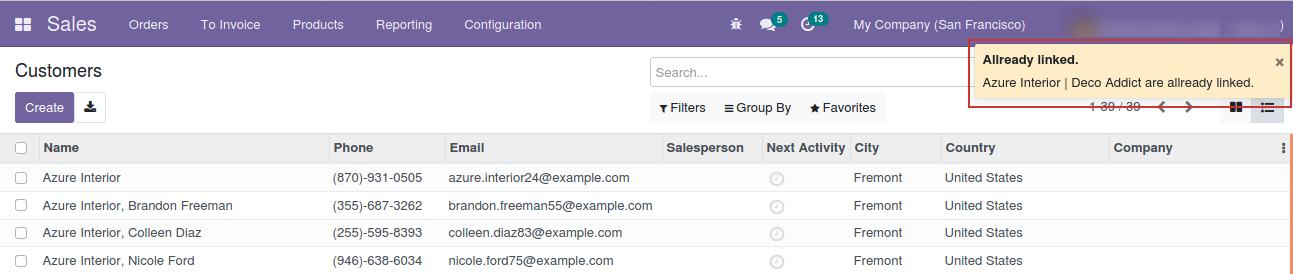 Sales Orders To Invoice Products Reporting Configuration 5 13 My Company (San Francisco) )
Allready linked. ×
Azure Interior | Deco Addict are allready linked.
Customers
Search...
Create
Filters Group By Favorites 1-39 / 39
Name Phone Email Salesperson Next Activity City Country Company
Azure Interior (870)-931-0505 azure.interior24@example.com Fremont United States
Azure Interior, Brandon Freeman (355)-687-3262 brandon.freeman55@example.com Fremont United States
Azure Interior, Colleen Diaz (255)-595-8393 colleen.diaz83@example.com Fremont United States
Azure Interior, Nicole Ford (946)-638-6034 nicole.ford75@example.com Fremont United States